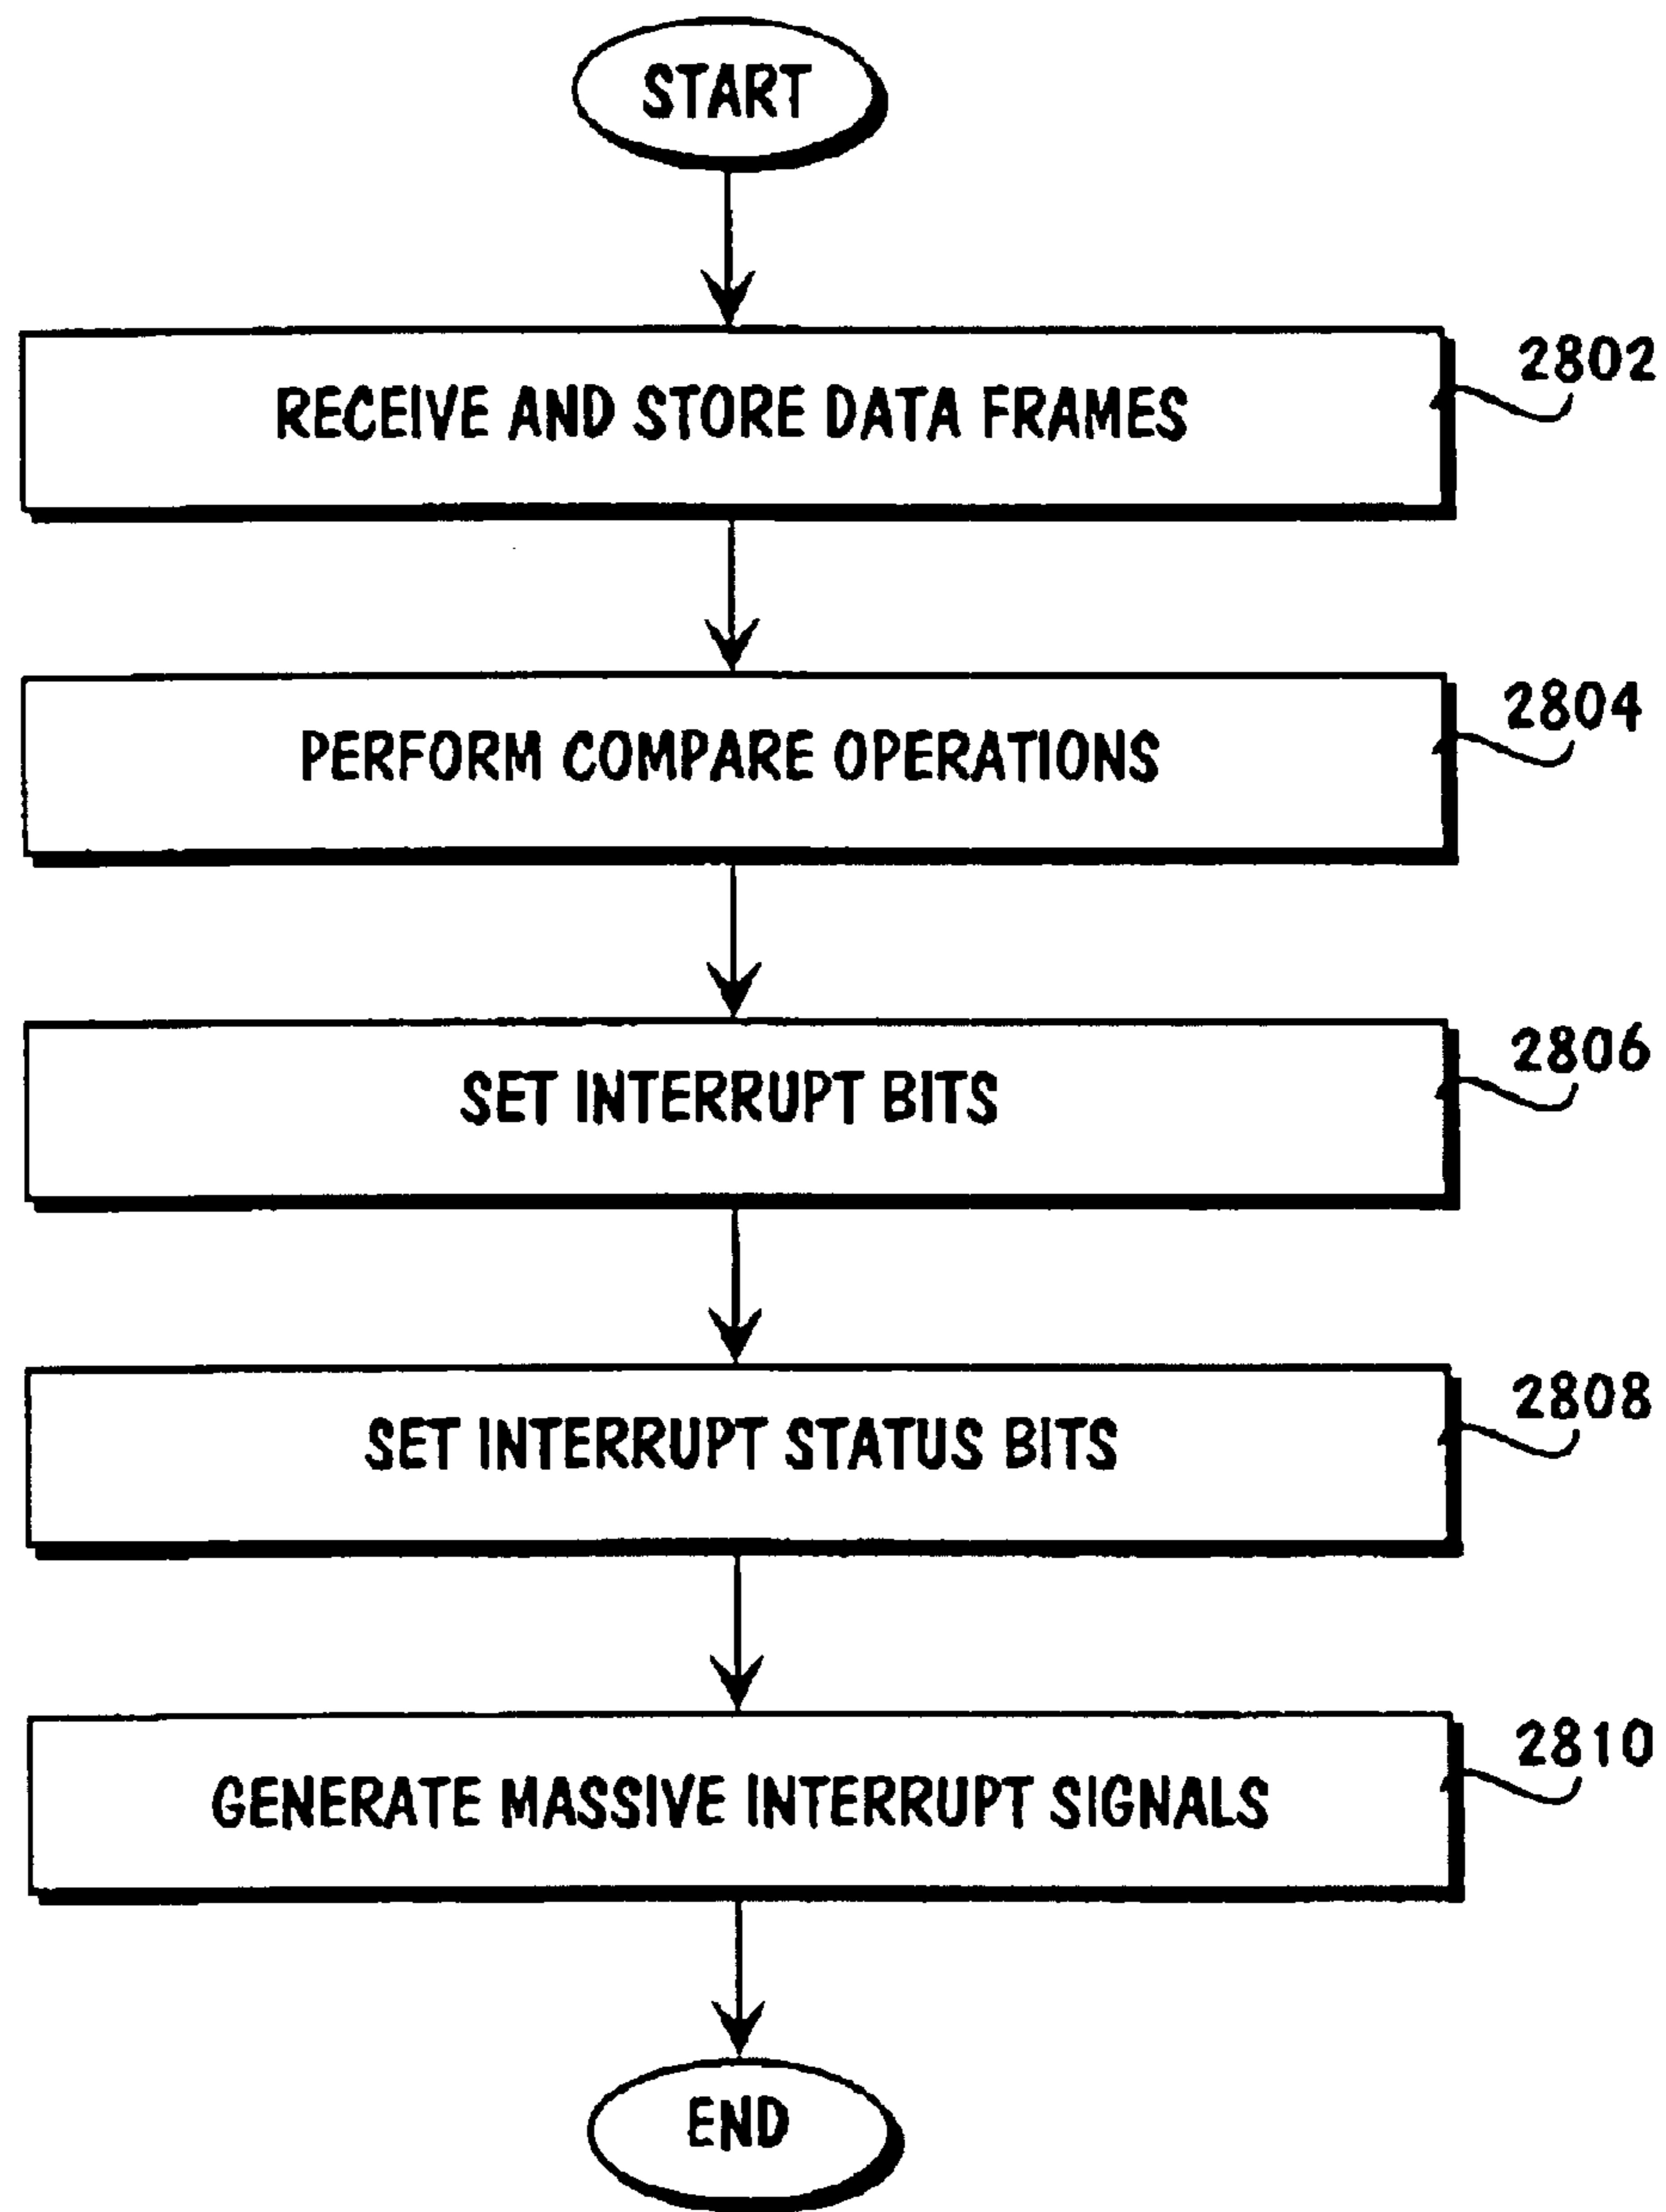 START
RECEIVE AND STORE DATA FRAMES
2802
PERFORM COMPARE OPERATIONS
2804
SET INTERRUPT BITS
2806
SET INTERRUPT STATUS BITS
2808
GENERATE MASSIVE INTERRUPT SIGNALS
2810
END